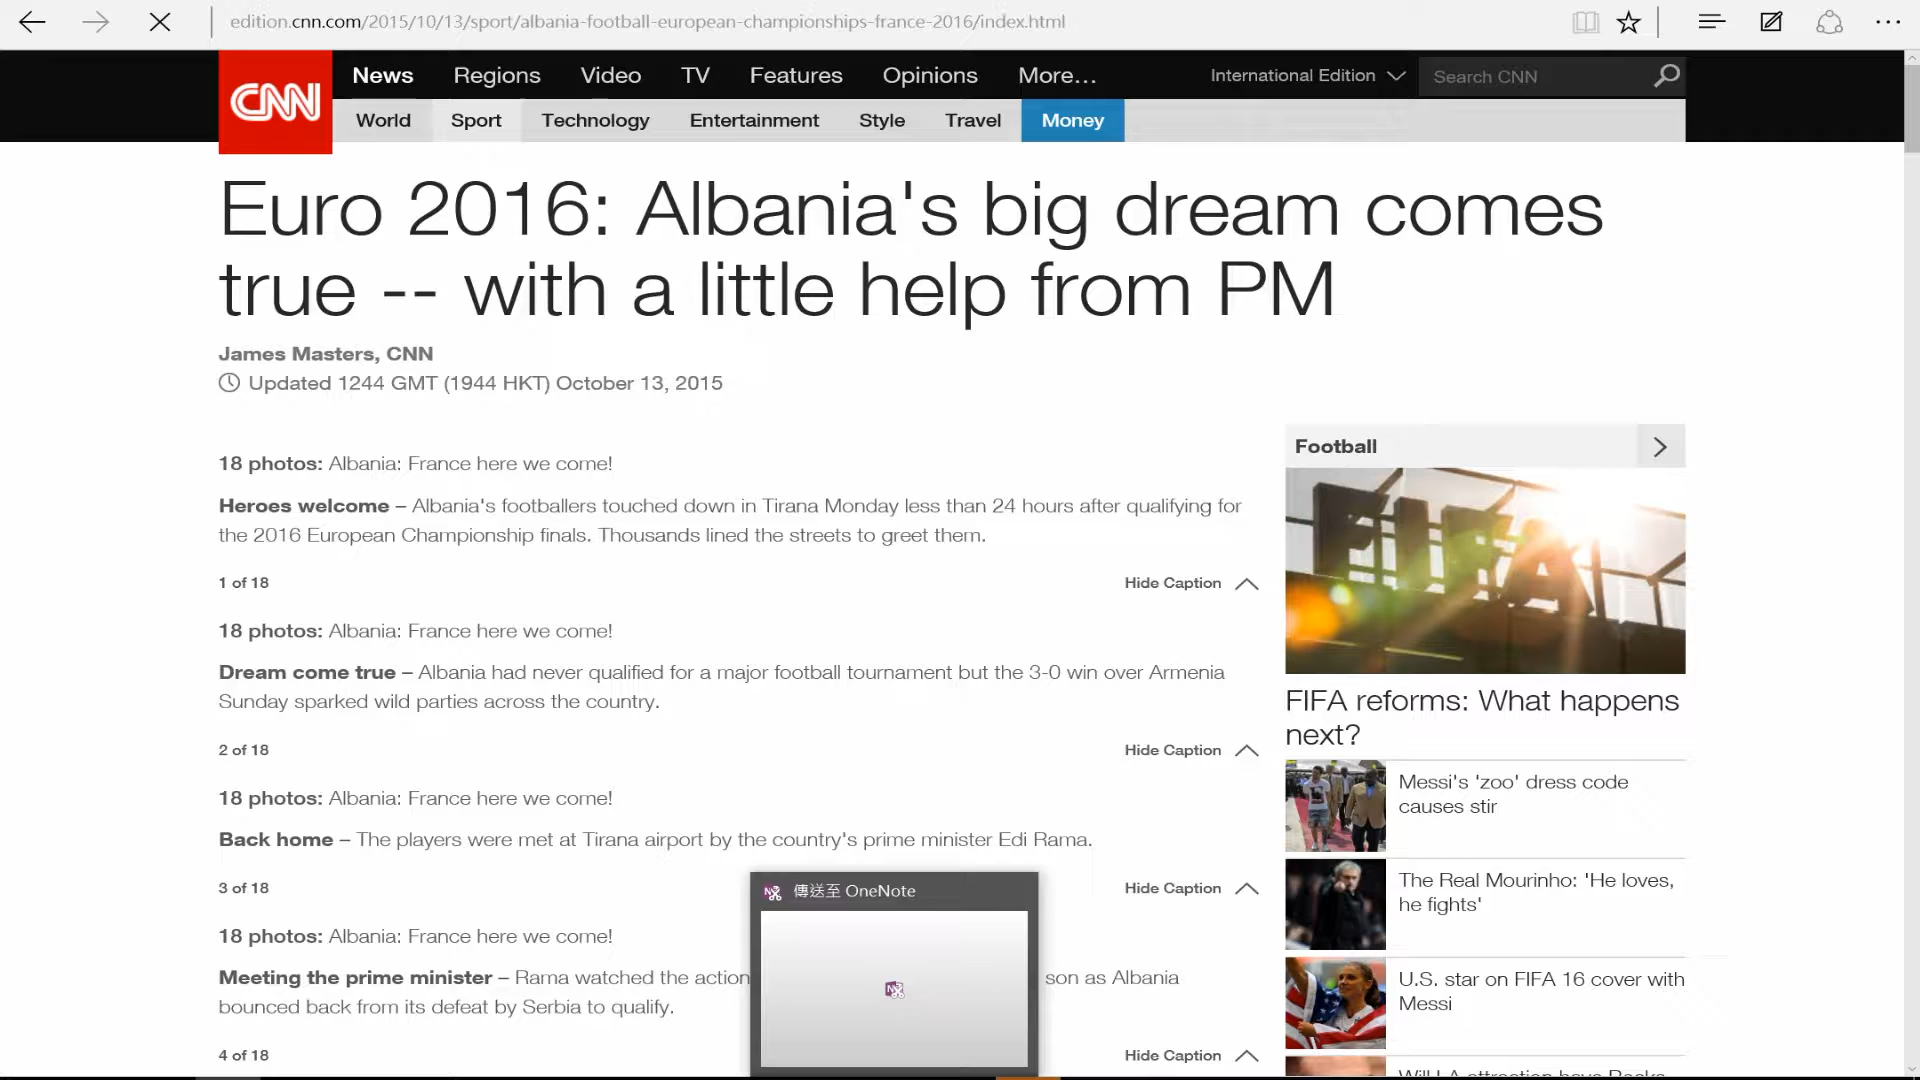 edition.cnn.com/2015/10/13/sport/albania-football-european-championships-france-2016/index.html
CNN
News Regions Video TV Features Opinions More... International Edition Search CNN
World Sport Technology Entertainment Style Travel Money
Euro 2016: Albania's big dream comes
true -- with a little help from PM
James Masters, CNN
Updated 1244 GMT (1944 HKT) October 13, 2015
18 photos: Albania: France here we come!
Heroes welcome – Albania's footballers touched down in Tirana Monday less than 24 hours after qualifying for
the 2016 European Championship finals. Thousands lined the streets to greet them.
1 of 18 Hide Caption
18 photos: Albania: France here we come!
Dream come true – Albania had never qualified for a major football tournament but the 3-0 win over Armenia
Sunday sparked wild parties across the country.
2 of 18 Hide Caption
18 photos: Albania: France here we come!
Back home – The players were met at Tirana airport by the country's prime minister Edi Rama.
3 of 18 Hide Caption
18 photos: Albania: France here we come!
Meeting the prime minister – Rama watched the action son as Albania
bounced back from its defeat by Serbia to qualify.
4 of 18 Hide Caption
傳送至 OneNote
Football
FIFA
FIFA reforms: What happens
next?
Messi's 'zoo' dress code
causes stir
The Real Mourinho: 'He loves,
he fights'
U.S. star on FIFA 16 cover with
Messi